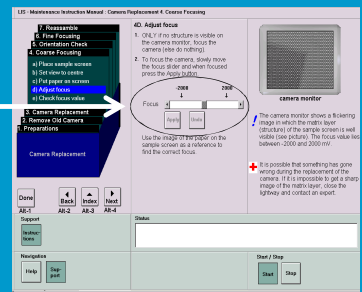 LIS - Maintenance Instruction Manual : Camera Replacement 4. Coarse Focusing
7. Reassamble
6. Fine Focusing
5. Orientation Check
4. Coarse Focusing
a) Place sample screen
b) Set view to centre
c) Put paper as screen
d) Adjust focus
e) Check focus value
3. Camera Replacement
2. Remove Old Camera
1. Preparations
Camera Replacement
Done
Back
Index
Next
Alt-1
Alt-2
Alt-3
Alt-4
4D. Adjust focus
1. ONLY if no structure is visible on
the camera monitor, focus the
camera (else do nothing).
2. To focus the camera, slowly move
the focus slider and when focused
press the Apply button.
-2000
2000
Focus
Apply
Undo
Use the image of the paper on the
sample screen as a reference to
find the correct focus.
camera monitor
! The camera monitor shows a flickering
image in which the matrix layer
(structure) of the sample screen is well
visible (see picture). The focus value lies
between -2000 and 2000 mV.
It is possible that something has gone
wrong during the replacement of the
camera. If it is impossible to get a sharp
image of the matrix layer, close the
lightway and contact an expert.
Support
Instruc-
tions
Status
Navigation
Help
Sup-
port
Start / Stop
Start
Stop